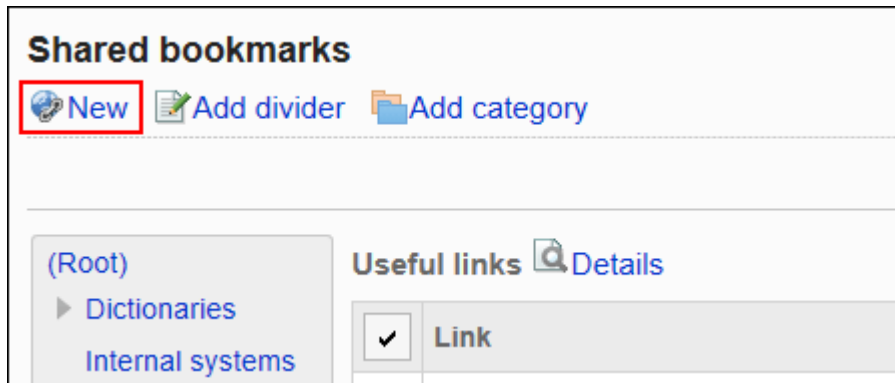 Shared bookmarks
New Add divider Add category
(Root)
Dictionaries
Internal systems
Useful links Details
Link